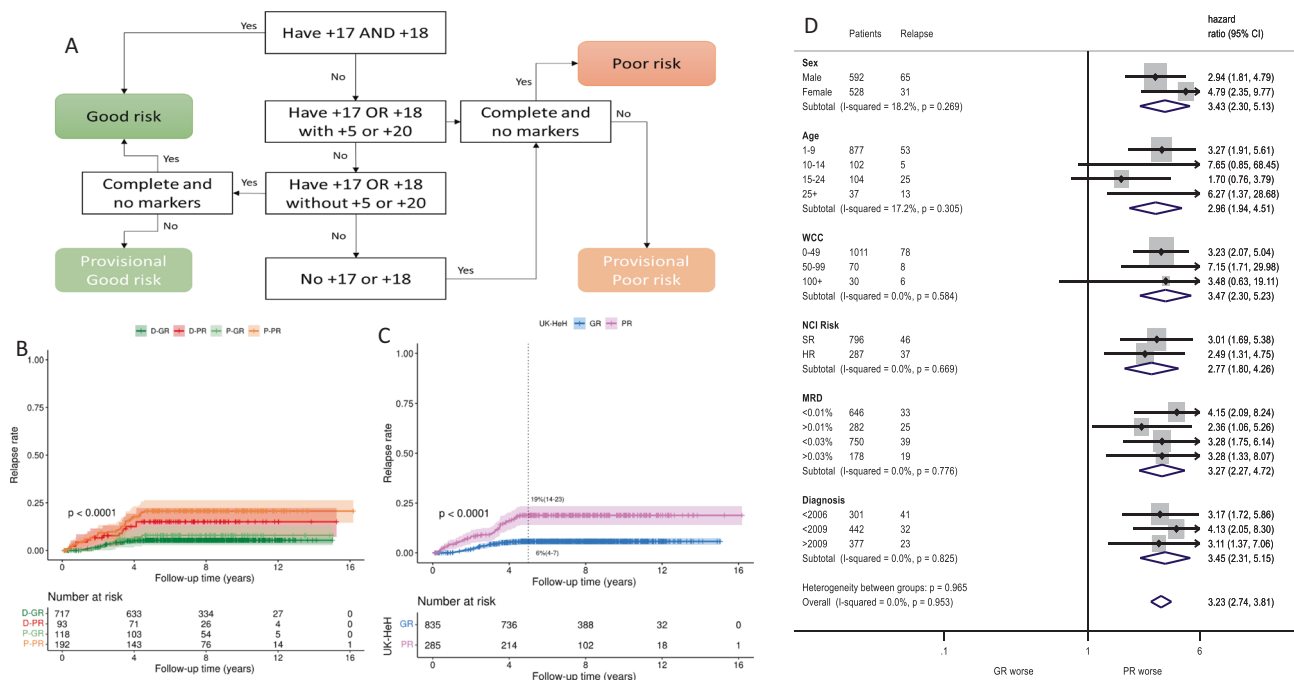 A
Have +17 AND +18
Yes
No
Good risk
Poor risk
Yes
Have +17 OR +18
with +5 or +20
Complete and
no markers
No
Yes
No
Complete and
no markers
Yes
Have +17 OR +18
without +5 or +20
No
No
Provisional
Good risk
No +17 or +18
Yes
Provisional
Poor risk
B
D-GR D-PR P-GR P-PR
1.00
0.75
0.50
0.25
0.00
Relapse rate
p < 0.0001
0 4 8 12 16
Follow-up time (years)
Number at risk
D-GR 717 633 334 27 0
D-PR 93 71 26 4 0
P-GR 118 103 54 5 0
P-PR 192 143 76 14 1
0 4 8 12 16
Follow-up time (years)
C
UK-HeH GR PR
1.00
0.75
0.50
0.25
0.00
Relapse rate
p < 0.0001
19%(14-23)
6%(4-7)
0 4 8 12 16
Follow-up time (years)
Number at risk
UK-HeH
GR 835 736 388 32 0
PR 285 214 102 18 1
0 4 8 12 16
Follow-up time (years)
D
Patients Relapse hazard
ratio (95% CI)
Sex
Male 592 65 2.94 (1.81, 4.79)
Female 528 31 4.79 (2.35, 9.77)
Subtotal (I-squared = 18.2%, p = 0.269) 3.43 (2.30, 5.13)
Age
1-9 877 53 3.27 (1.91, 5.61)
10-14 102 5 7.65 (0.85, 68.45)
15-24 104 25 1.70 (0.76, 3.79)
25+ 37 13 6.27 (1.37, 28.68)
Subtotal (I-squared = 17.2%, p = 0.305) 2.96 (1.94, 4.51)
WCC
0-49 1011 78 3.23 (2.07, 5.04)
50-99 70 8 7.15 (1.71, 29.98)
100+ 30 6 3.48 (0.63, 19.11)
Subtotal (I-squared = 0.0%, p = 0.584) 3.47 (2.30, 5.23)
NCI Risk
SR 796 46 3.01 (1.69, 5.38)
HR 287 37 2.49 (1.31, 4.75)
Subtotal (I-squared = 0.0%, p = 0.669) 2.77 (1.80, 4.26)
MRD
<0.01% 646 33 4.15 (2.09, 8.24)
>0.01% 282 25 2.36 (1.06, 5.26)
<0.03% 750 39 3.28 (1.75, 6.14)
>0.03% 178 19 3.28 (1.33, 8.07)
Subtotal (I-squared = 0.0%, p = 0.776) 3.27 (2.27, 4.72)
Diagnosis
<2006 301 41 3.17 (1.72, 5.86)
<2009 442 32 4.13 (2.05, 8.30)
>2009 377 23 3.11 (1.37, 7.06)
Subtotal (I-squared = 0.0%, p = 0.825) 3.45 (2.31, 5.15)
Heterogeneity between groups: p = 0.965
Overall (I-squared = 0.0%, p = 0.953) 3.23 (2.74, 3.81)
.1 1 6
GR worse PR worse